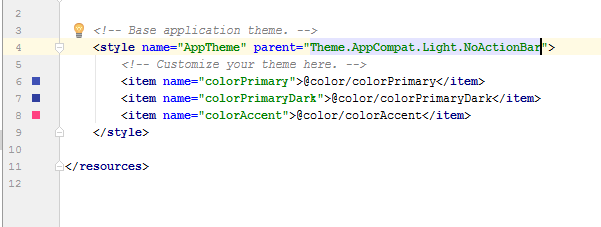 2
3 <!-- Base application theme. -->
4 <style name="AppTheme" parent="Theme.AppCompat.Light.NoActionBar">
5 <!-- Customize your theme here. -->
6 <item name="colorPrimary">@color/colorPrimary</item>
7 <item name="colorPrimaryDark">@color/colorPrimaryDark</item>
8 <item name="colorAccent">@color/colorAccent</item>
9 </style>
10
11 </resources>
12